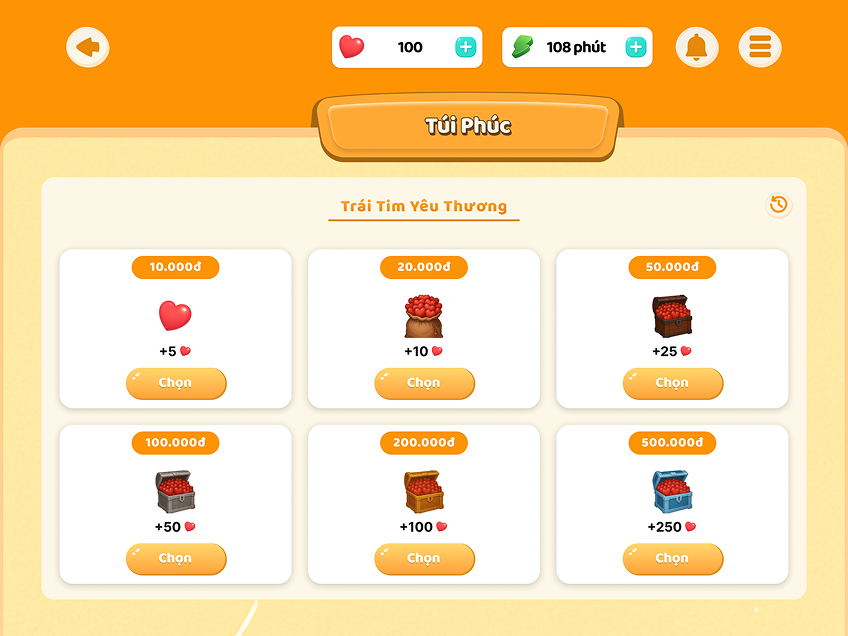 100
108 phút
Túi Phúc
Trái Tim Yêu Thương
10.000đ
20.000đ
50.000đ
+5
+10
+25
Chọn
Chọn
Chọn
100.000đ
200.000đ
500.000đ
+50
+100
+250
Chọn
Chọn
Chọn